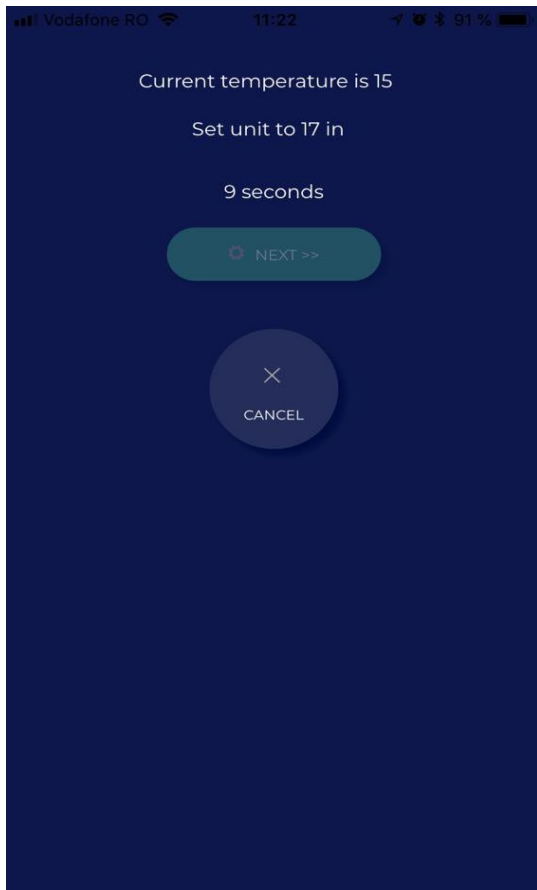 Vodafone RO 11:22 91 %
Current temperature is 15
Set unit to 17 in
9 seconds
NEXT >>
CANCEL